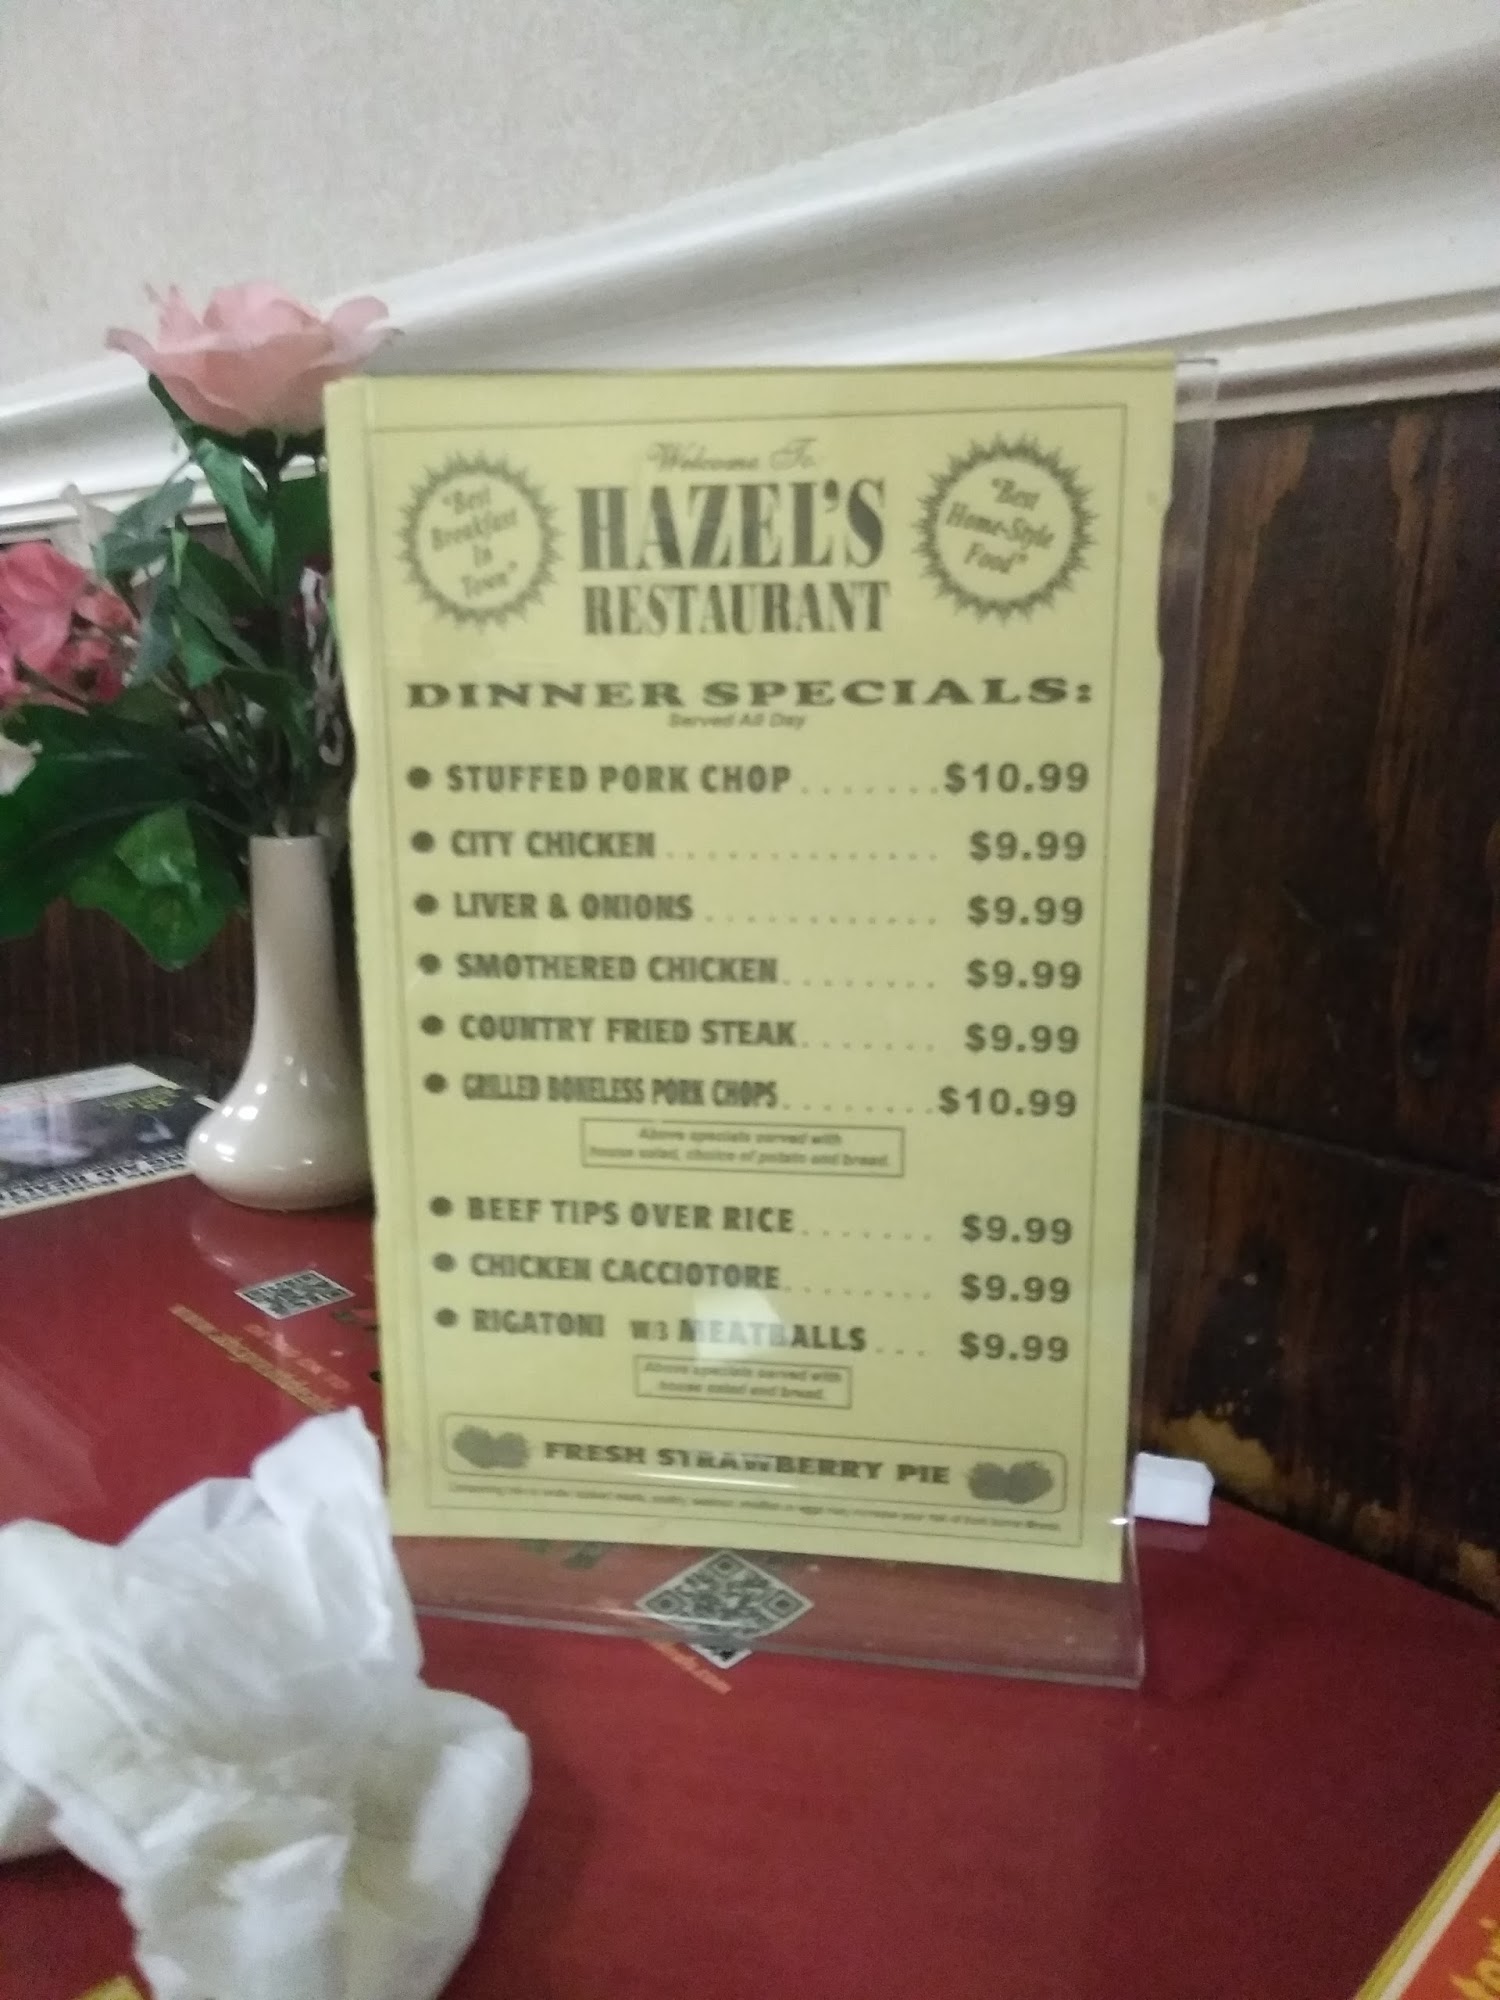 Welcome To
HAZEL'S
RESTAURANT
"Best
Breakfast
In
Town"
"Best
Home-Style
Food"
DINNER SPECIALS:
Served All Day
● STUFFED PORK CHOP.......$10.99
● CITY CHICKEN.............. $9.99
● LIVER & ONIONS............ $9.99
● SMOTHERED CHICKEN........ $9.99
● COUNTRY FRIED STEAK....... $9.99
● GRILLED BONELESS PORK CHOPS........$10.99
Above specials served with
house salad, choice of potato and bread.
● BEEF TIPS OVER RICE....... $9.99
● CHICKEN CACCIOTORE........ $9.99
● RIGATONI W/3 MEATBALLS... $9.99
Above specials served with
house salad and bread.
FRESH STRAWBERRY PIE